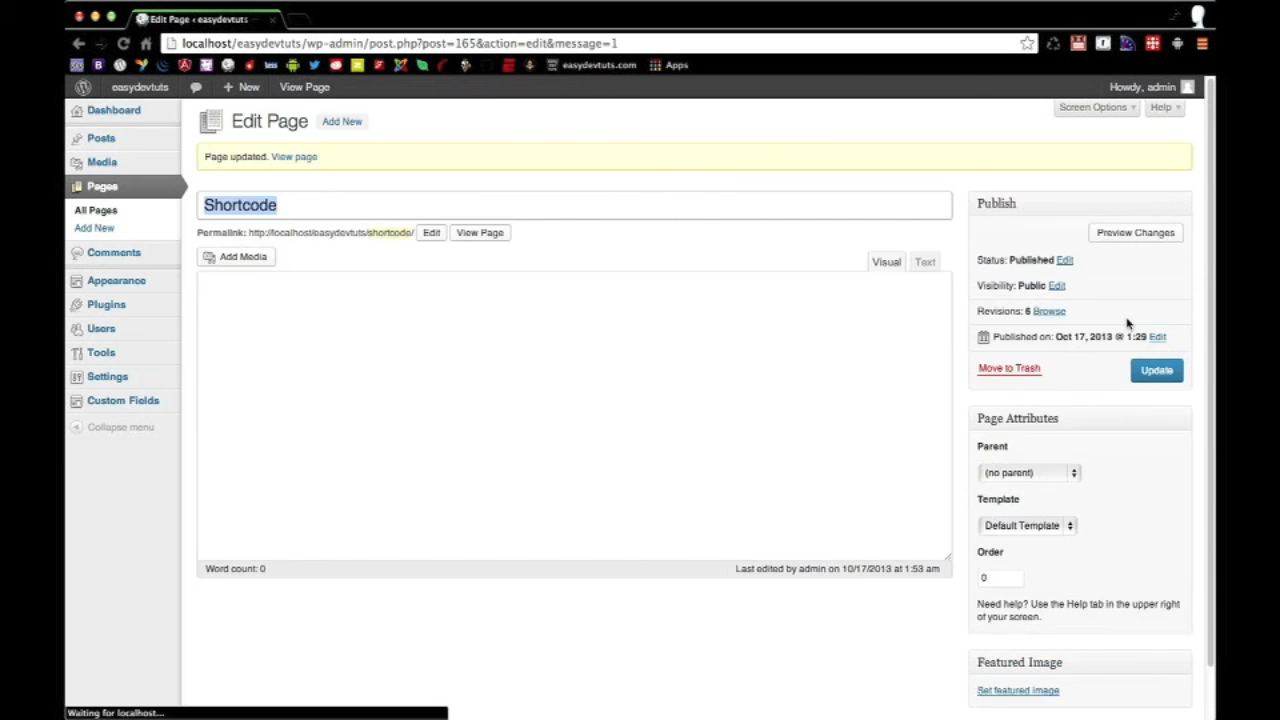 Edit Page ‹ easydevtuts
localhost/easydevtuts/wp-admin/post.php?post=165&action=edit&message=1
less
easydevtuts.com
Apps
easydevtuts
+ New
View Page
Howdy, admin
Screen Options
Help
Dashboard
Posts
Media
Pages
All Pages
Add New
Comments
Appearance
Plugins
Users
Tools
Settings
Custom Fields
Collapse menu
Edit Page
Add New
Page updated. View page
Shortcode
Permalink: http://localhost/easydevtuts/shortcode/ Edit View Page
Add Media
Visual
Text
Word count: 0
Last edited by admin on 10/17/2013 at 1:53 am
Publish
Preview Changes
Status: Published Edit
Visibility: Public Edit
Revisions: 6 Browse
Published on: Oct 17, 2013 @ 1:29 Edit
Move to Trash
Update
Page Attributes
Parent
(no parent)
Template
Default Template
Order
0
Need help? Use the Help tab in the upper right
of your screen.
Featured Image
Set featured image
Waiting for localhost...